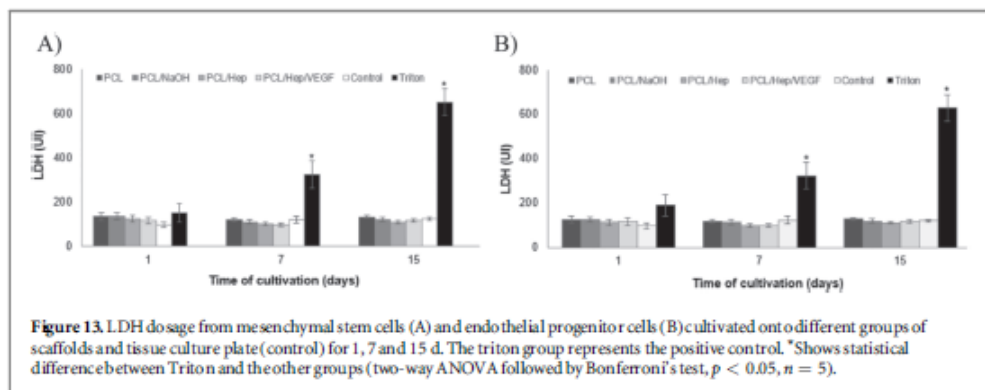 A)
800
PCL PCL/NaOH PCL/Hep PCL/Hep/VEGF Control Triton
600
400
200
0
LDH (UI)
*
*
1 7 15
Time of cultivation (days)
B)
800
PCL PCL/NaOH PCL/Hep PCL/Hep/VEGF Control Triton
600
400
200
0
LDH (UI)
*
*
1 7 15
Time of cultivation (days)
Figure 13. LDH dosage from mesenchymal stem cells (A) and endothelial progenitor cells (B) cultivated onto different groups of
scaffolds and tissue culture plate (control) for 1, 7 and 15 d. The triton group represents the positive control. *Shows statistical
difference between Triton and the other groups (two-way ANOVA followed by Bonferroni's test, p < 0.05, n = 5).